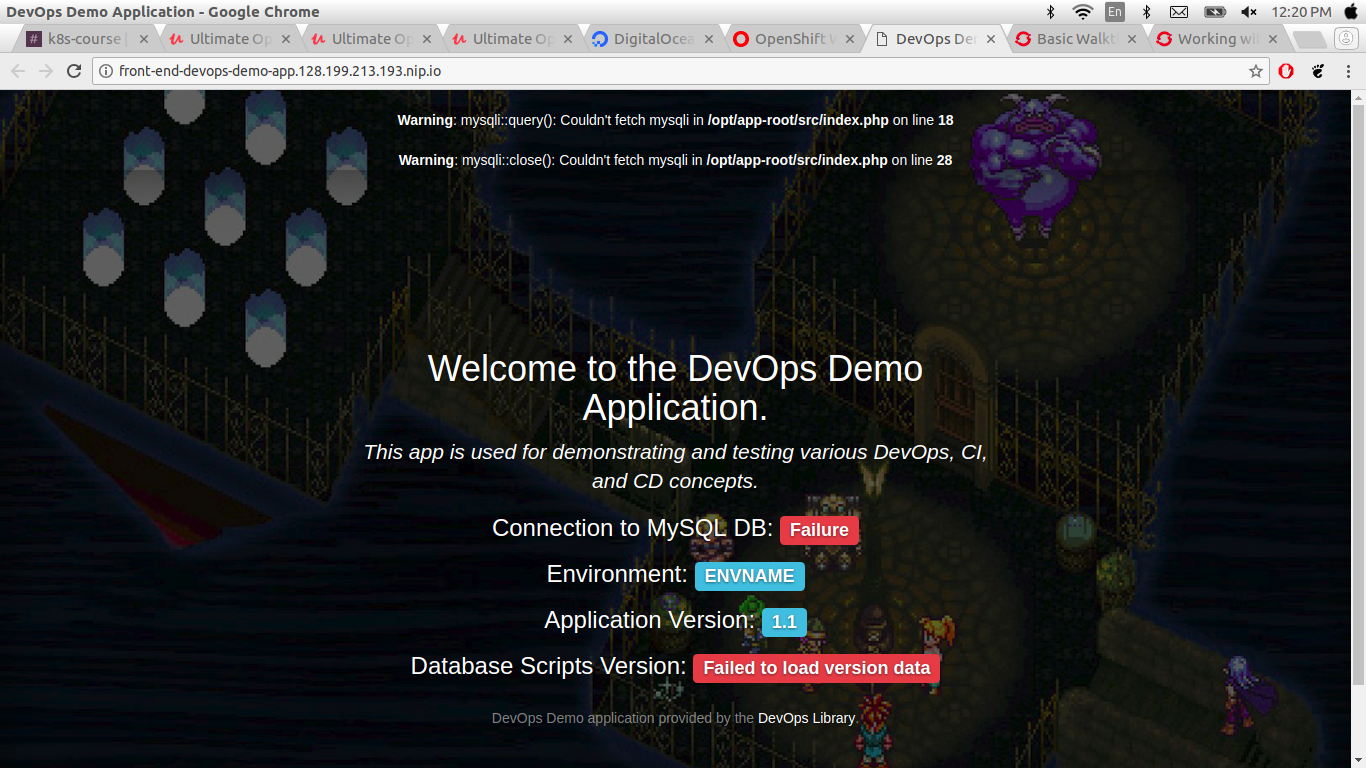 DevOps Demo Application - Google Chrome
En
12:20 PM
# k8s-course |
Ultimate Op
Ultimate Op
Ultimate Op
DigitalOcea
OpenShift W
DevOps Der
Basic Walkt
Working wi
front-end-devops-demo-app.128.199.213.193.nip.io
Warning: mysqli::query(): Couldn't fetch mysqli in /opt/app-root/src/index.php on line 18
Warning: mysqli::close(): Couldn't fetch mysqli in /opt/app-root/src/index.php on line 28
Welcome to the DevOps Demo
Application.
This app is used for demonstrating and testing various DevOps, CI,
and CD concepts.
Connection to MySQL DB: Failure
Environment: ENVNAME
Application Version: 1.1
Database Scripts Version: Failed to load version data
DevOps Demo application provided by the DevOps Library.